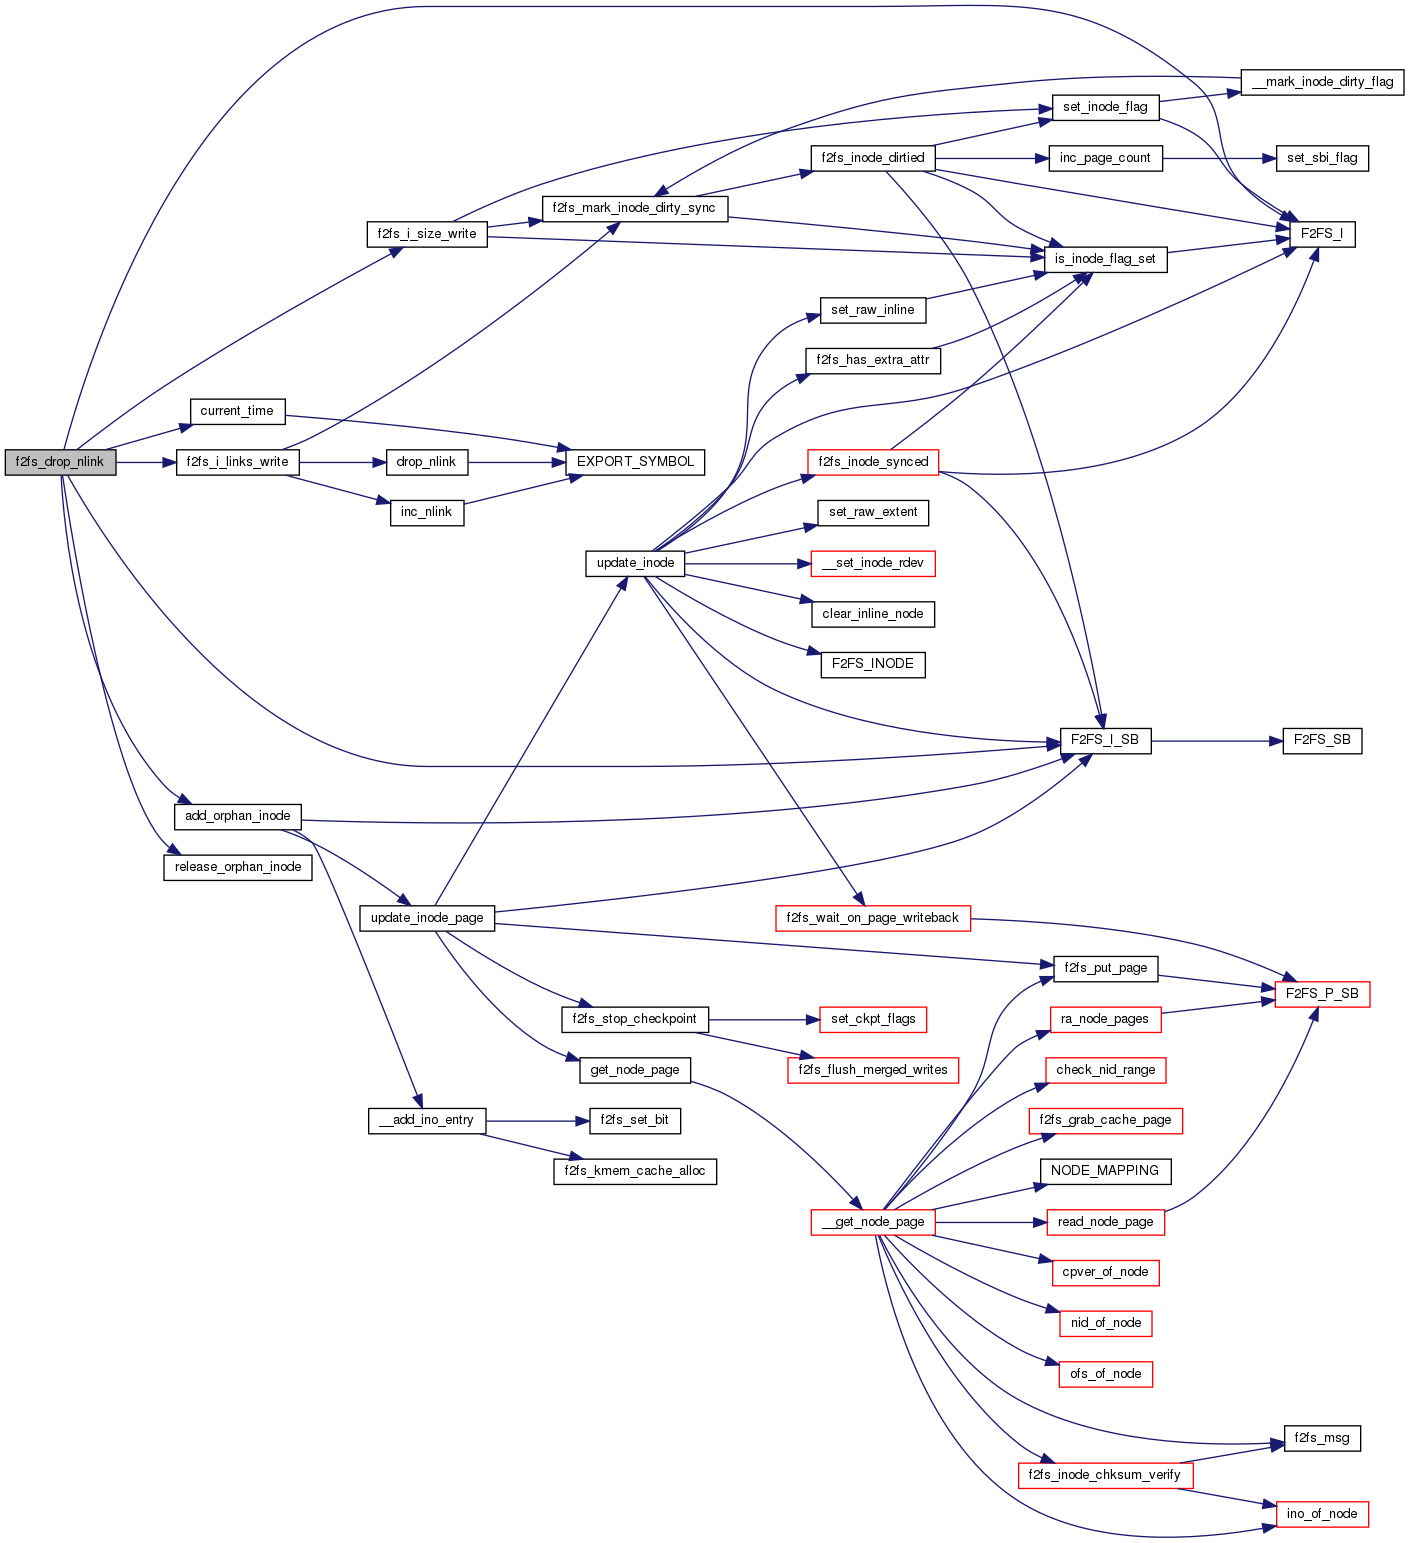 __mark_inode_dirty_flag
set_inode_flag
f2fs_inode_dirtied
inc_page_count
set_sbi_flag
f2fs_mark_inode_dirty_sync
f2fs_i_size_write
F2FS_I
is_inode_flag_set
set_raw_inline
f2fs_has_extra_attr
current_time
f2fs_drop_nlink
f2fs_i_links_write
drop_nlink
EXPORT_SYMBOL
f2fs_inode_synced
inc_nlink
set_raw_extent
update_inode
__set_inode_rdev
clear_inline_node
F2FS_INODE
F2FS_I_SB
F2FS_SB
add_orphan_inode
release_orphan_inode
update_inode_page
f2fs_wait_on_page_writeback
f2fs_put_page
F2FS_P_SB
f2fs_stop_checkpoint
set_ckpt_flags
ra_node_pages
get_node_page
f2fs_flush_merged_writes
check_nid_range
__add_ino_entry
f2fs_set_bit
f2fs_grab_cache_page
f2fs_kmem_cache_alloc
NODE_MAPPING
__get_node_page
read_node_page
cpver_of_node
nid_of_node
ofs_of_node
f2fs_msg
f2fs_inode_chksum_verify
ino_of_node